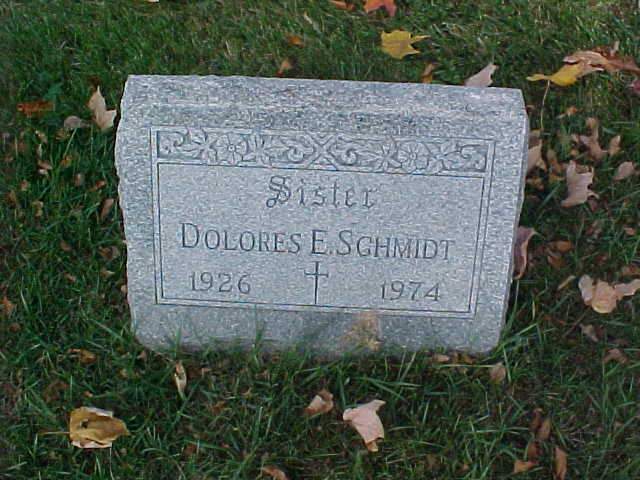 Sister
DOLORES E. SCHMIDT
1926 1974